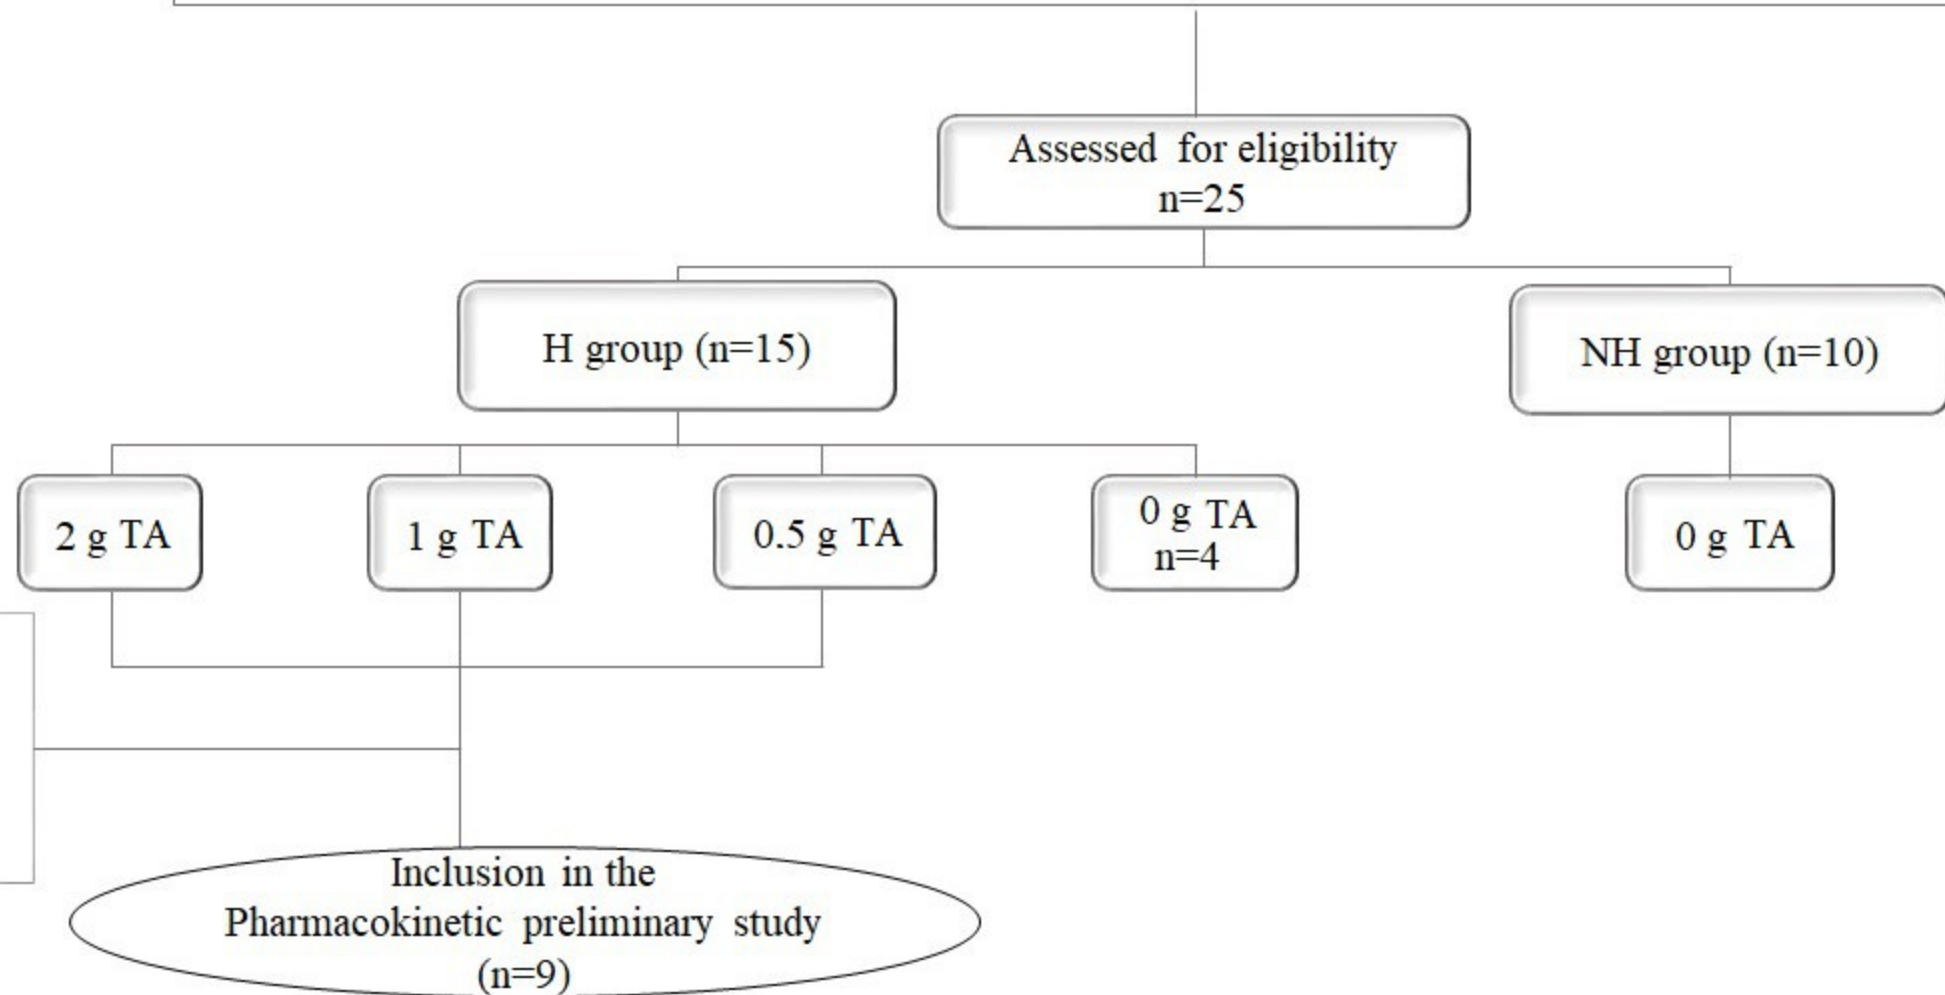 Assessed for eligibility
n=25
H group (n=15)
NH group (n=10)
2 g TA
1 g TA
0.5 g TA
0 g TA
n=4
0 g TA
Inclusion in the
Pharmacokinetic preliminary study
(n=9)